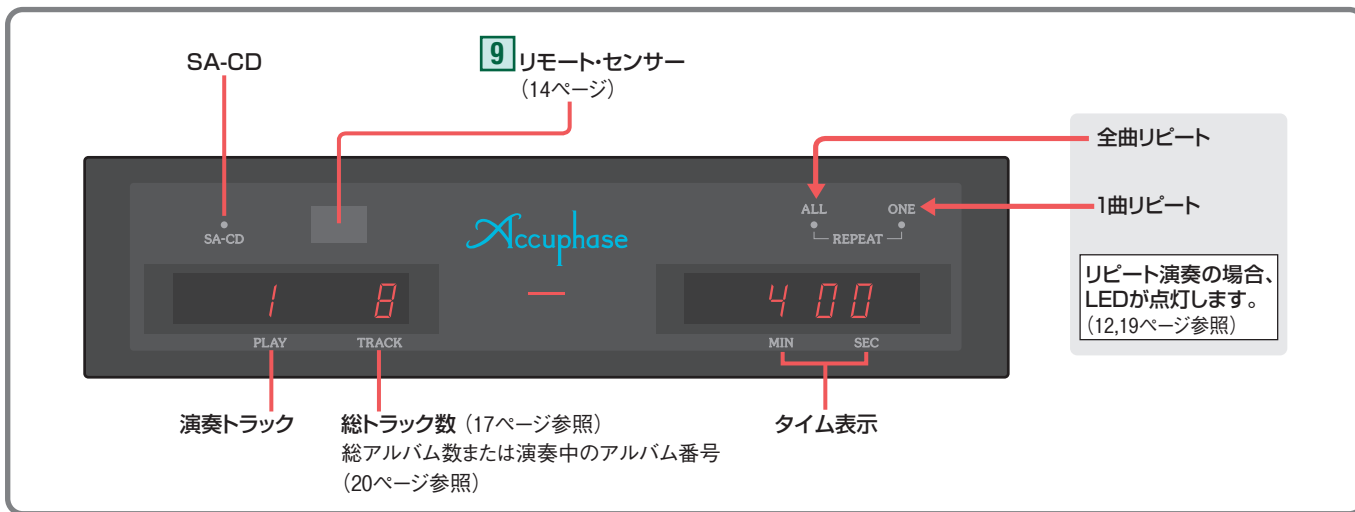 SA-CD
9 リモート・センサー
（14ページ）
全曲リピート
1曲リピート
リピート演奏の場合、
LEDが点灯します。
（12,19ページ参照）
SA-CD
Accuphase
ALL ONE
REPEAT
1 8
4 00
PLAY TRACK
MIN SEC
演奏トラック
総トラック数（17ページ参照）
総アルバム数または演奏中のアルバム番号
（20ページ参照）
タイム表示